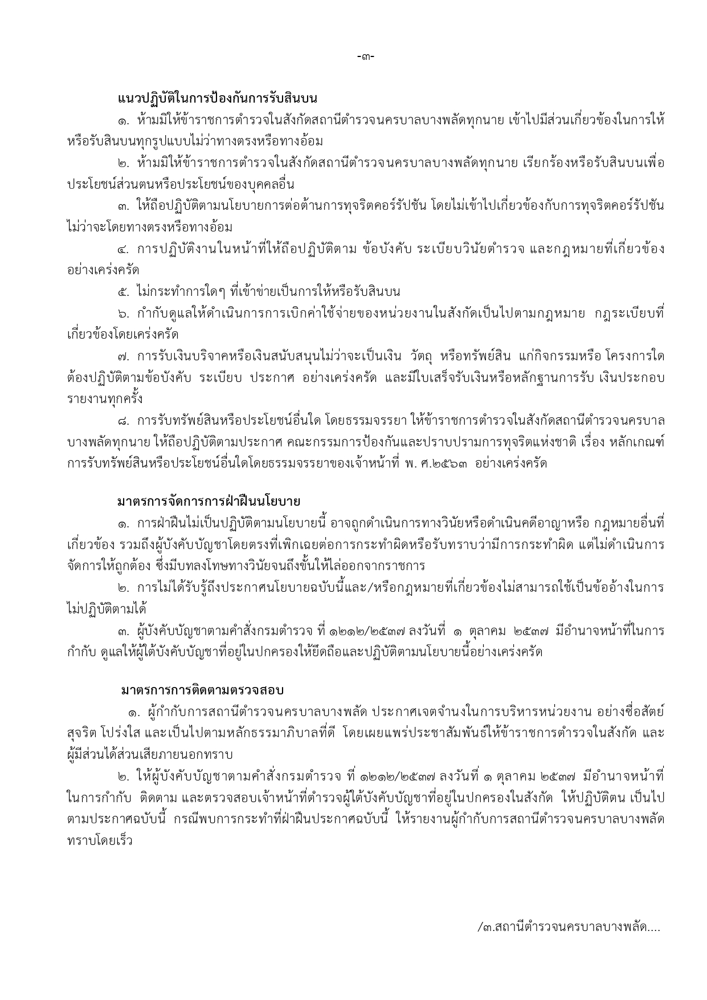 -๓-
แนวปฏิบัติในการป้องกันการรับสินบน
๑. ห้ามมิให้ข้าราชการตำรวจในสังกัดสถานีตำรวจนครบาลบางพลัดทุกนาย เข้าไปมีส่วนเกี่ยวข้องในการให้
หรือรับสินบนทุกรูปแบบไม่ว่าทางตรงหรือทางอ้อม
๒. ห้ามมิให้ข้าราชการตำรวจในสังกัดสถานีตำรวจนครบาลบางพลัดทุกนาย เรียกร้องหรือรับสินบนเพื่อ
ประโยชน์ส่วนตนหรือประโยชน์ของบุคคลอื่น
๓. ให้ถือปฏิบัติตามนโยบายการต่อต้านการทุจริตคอร์รัปชัน โดยไม่เข้าไปเกี่ยวข้องกับการทุจริตคอร์รัปชัน
ไม่ว่าจะโดยทางตรงหรือทางอ้อม
๔. การปฏิบัติงานในหน้าที่ให้ถือปฏิบัติตาม ข้อบังคับ ระเบียบวินัยตำรวจ และกฎหมายที่เกี่ยวข้อง
อย่างเคร่งครัด
๕. ไม่กระทำการใดๆ ที่เข้าข่ายเป็นการให้หรือรับสินบน
๖. กำกับดูแลให้ดำเนินการการเบิกค่าใช้จ่ายของหน่วยงานในสังกัดเป็นไปตามกฎหมาย กฎระเบียบที่
เกี่ยวข้องโดยเคร่งครัด
๗. การรับเงินบริจาคหรือเงินสนับสนุนไม่ว่าจะเป็นเงิน วัตถุ หรือทรัพย์สิน แก่กิจกรรมหรือ โครงการใด
ต้องปฏิบัติตามข้อบังคับ ระเบียบ ประกาศ อย่างเคร่งครัด และมีใบเสร็จรับเงินหรือหลักฐานการรับ เงินประกอบ
รายงานทุกครั้ง
๘. การรับทรัพย์สินหรือประโยชน์อื่นใด โดยธรรมจรรยา ให้ข้าราชการตำรวจในสังกัดสถานีตำรวจนครบาล
บางพลัดทุกนาย ให้ถือปฏิบัติตามประกาศ คณะกรรมการป้องกันและปราบปรามการทุจริตแห่งชาติ เรื่อง หลักเกณฑ์
การรับทรัพย์สินหรือประโยชน์อื่นใดโดยธรรมจรรยาของเจ้าหน้าที่ พ. ศ.๒๕๖๓ อย่างเคร่งครัด
มาตรการจัดการการฝ่าฝืนนโยบาย
๑. การฝ่าฝืนไม่เป็นปฏิบัติตามนโยบายนี้ อาจถูกดำเนินการทางวินัยหรือดำเนินคดีอาญาหรือ กฎหมายอื่นที่
เกี่ยวข้อง รวมถึงผู้บังคับบัญชาโดยตรงที่เพิกเฉยต่อการกระทำผิดหรือรับทราบว่ามีการกระทำผิด แต่ไม่ดำเนินการ
จัดการให้ถูกต้อง ซึ่งมีบทลงโทษทางวินัยจนถึงขั้นให้ไล่ออกจากราชการ
๒. การไม่ได้รับรู้ถึงประกาศนโยบายฉบับนี้และ/หรือกฎหมายที่เกี่ยวข้องไม่สามารถใช้เป็นข้ออ้างในการ
ไม่ปฏิบัติตามได้
๓. ผู้บังคับบัญชาตามคำสั่งกรมตำรวจ ที่ ๑๒๑๒/๒๕๓๗ ลงวันที่ ๑ ตุลาคม ๒๕๓๗ มีอำนาจหน้าที่ในการ
กำกับ ดูแลให้ผู้ใต้บังคับบัญชาที่อยู่ในปกครองให้ยึดถือและปฏิบัติตามนโยบายนี้อย่างเคร่งครัด
มาตรการการติดตามตรวจสอบ
๑. ผู้กำกับการสถานีตำรวจนครบาลบางพลัด ประกาศเจตจำนงในการบริหารหน่วยงาน อย่างซื่อสัตย์
สุจริต โปร่งใส และเป็นไปตามหลักธรรมาภิบาลที่ดี โดยเผยแพร่ประชาสัมพันธ์ให้ข้าราชการตำรวจในสังกัด และ
ผู้มีส่วนได้ส่วนเสียภายนอกทราบ
๒. ให้ผู้บังคับบัญชาตามคำสั่งกรมตำรวจ ที่ ๑๒๑๒/๒๕๓๗ ลงวันที่ ๑ ตุลาคม ๒๕๓๗ มีอำนาจหน้าที่
ในการกำกับ ติดตาม และตรวจสอบเจ้าหน้าที่ตำรวจผู้ใต้บังคับบัญชาที่อยู่ในปกครองในสังกัด ให้ปฏิบัติตน เป็นไป
ตามประกาศฉบับนี้ กรณีพบการกระทำที่ฝ่าฝืนประกาศฉบับนี้ ให้รายงานผู้กำกับการสถานีตำรวจนครบาลบางพลัด
ทราบโดยเร็ว
/๓.สถานีตำรวจนครบาลบางพลัด....